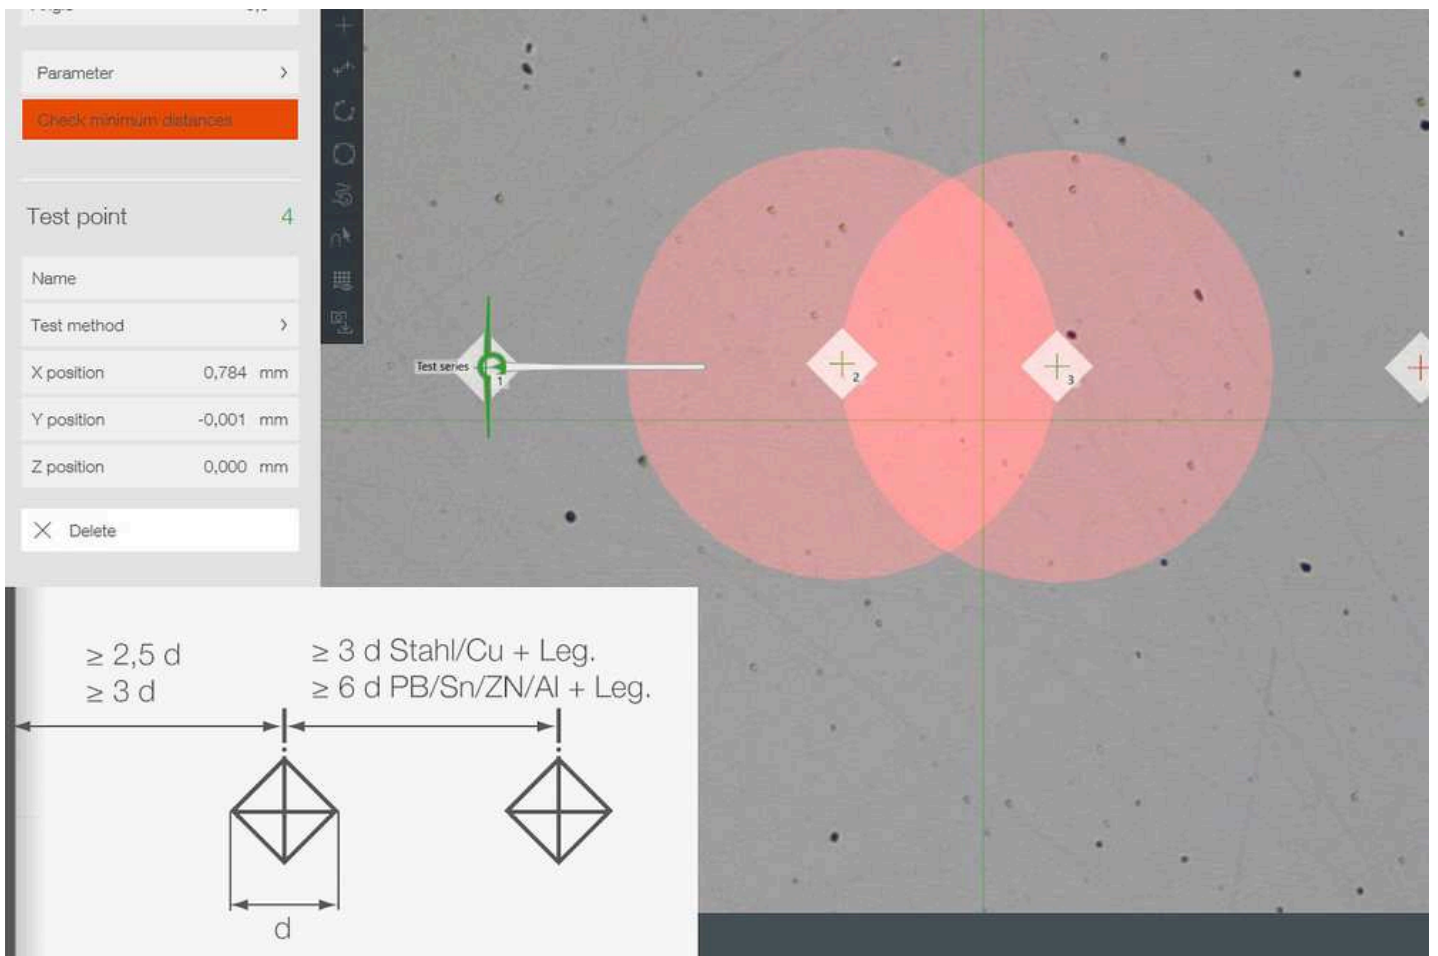 Parameter
Check minimum distances
Test point 4
Name
Test method
X position 0,784 mm
Y position -0,001 mm
Z position 0,000 mm
Delete
Test series
1
2
3
≥ 2,5 d
≥ 3 d
≥ 3 d Stahl/Cu + Leg.
≥ 6 d PB/Sn/ZN/Al + Leg.
d